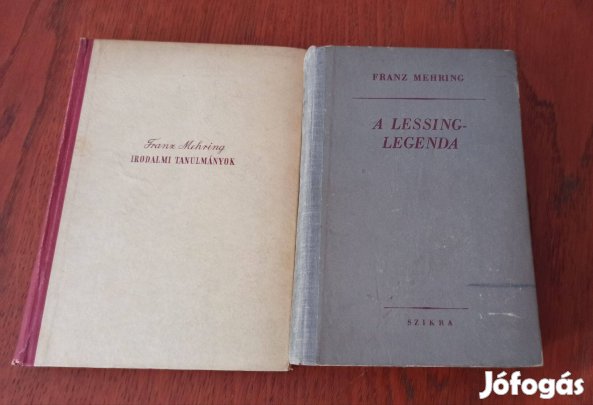 Franz Mehring
IRODALMI TANULMÁNYOK
FRANZ MEHRING
A LESSING-
LEGENDA
SZIKRA
Jófogás